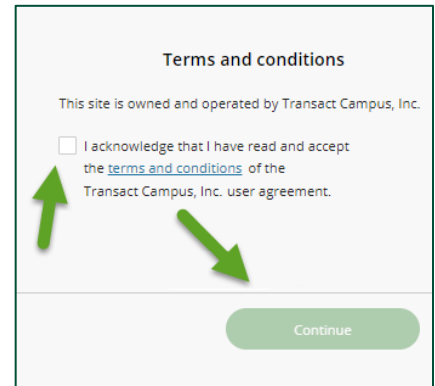 Terms and conditions
This site is owned and operated by Transact Campus, Inc.
I acknowledge that I have read and accept
the terms and conditions of the
Transact Campus, Inc. user agreement.
Continue